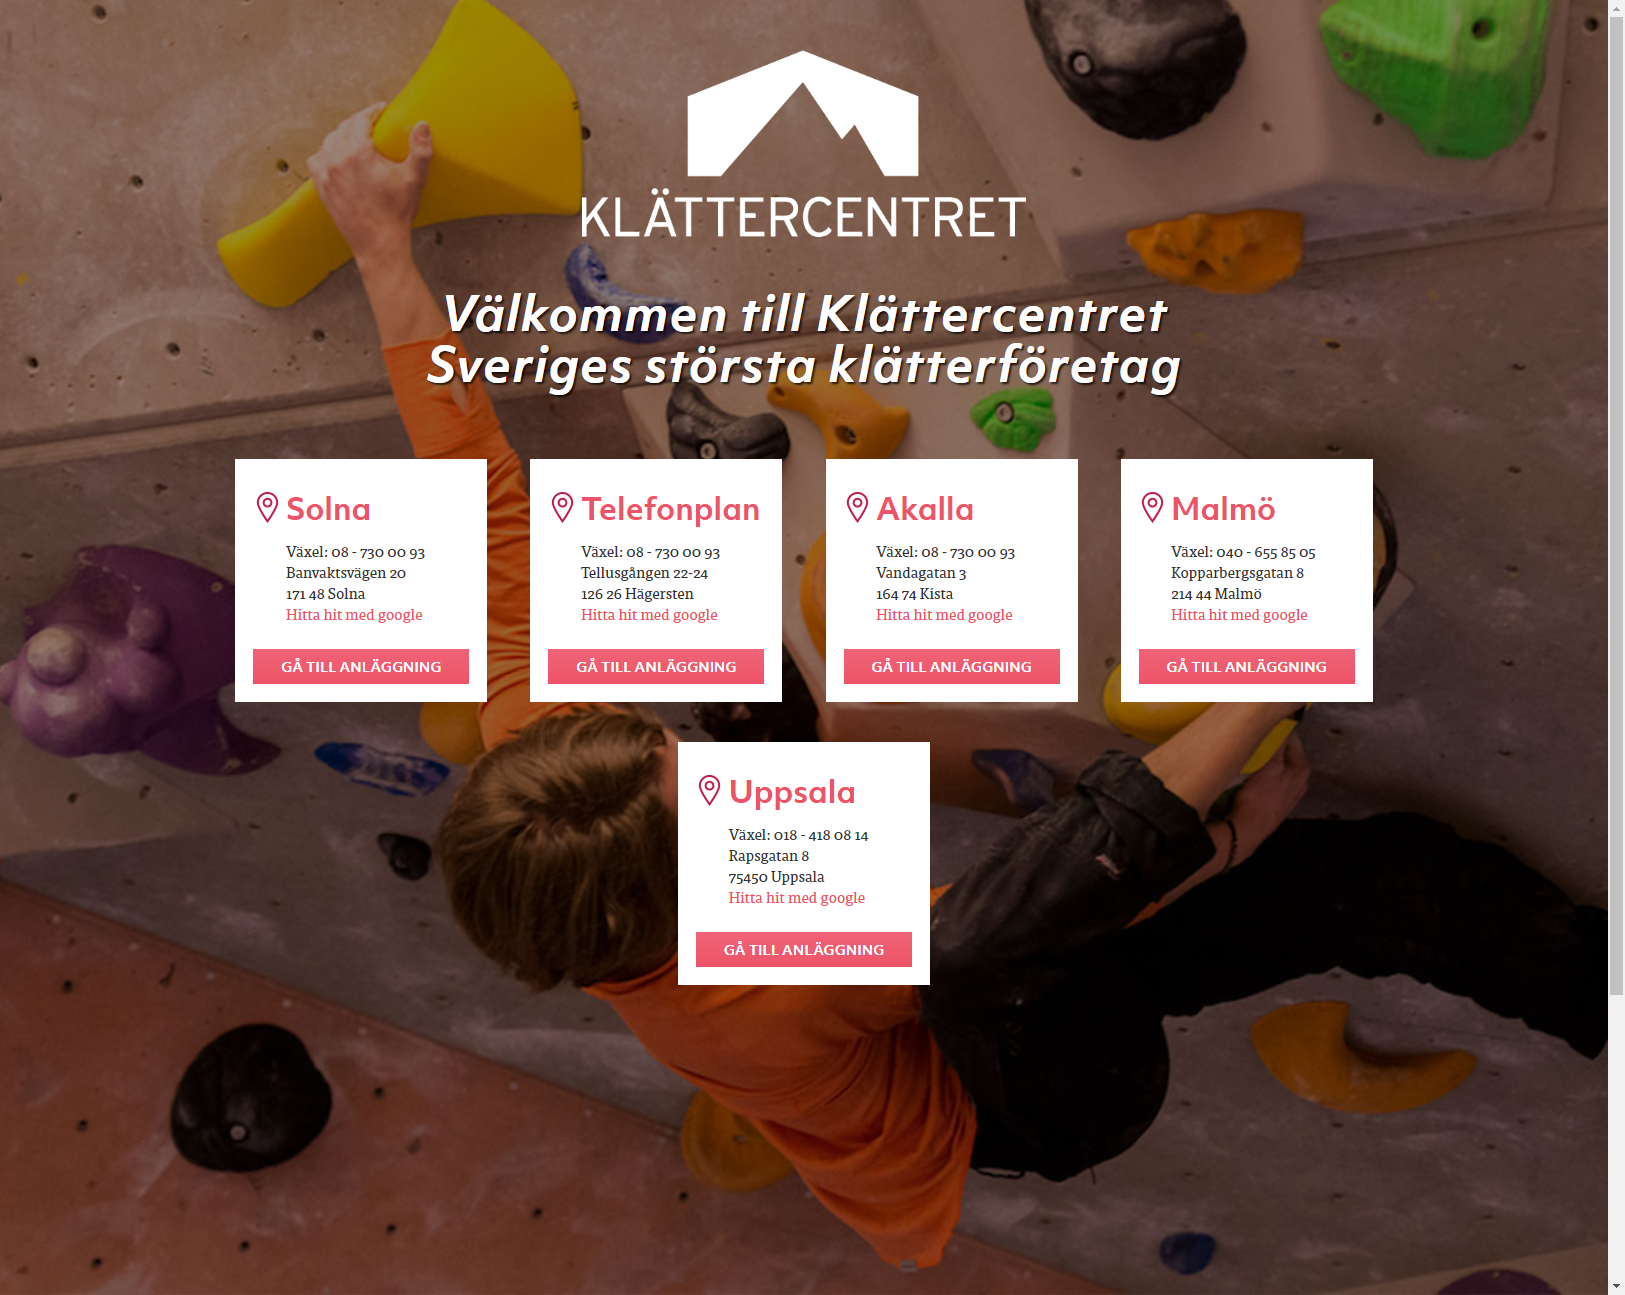 KLÄTTERCENTRET
Välkommen till Klättercentret
Sveriges största klätterföretag
Solna
Växel: 08 - 730 00 93
Banvaktsvägen 20
171 48 Solna
Hitta hit med google
GÅ TILL ANLÄGGNING
Telefonplan
Växel: 08 - 730 00 93
Tellusgången 22-24
126 26 Hägersten
Hitta hit med google
GÅ TILL ANLÄGGNING
Akalla
Växel: 08 - 730 00 93
Vandagatan 3
164 74 Kista
Hitta hit med google
GÅ TILL ANLÄGGNING
Malmö
Växel: 040 - 655 85 05
Kopparbergsgatan 8
214 44 Malmö
Hitta hit med google
GÅ TILL ANLÄGGNING
Uppsala
Växel: 018 - 418 08 14
Rapsgatan 8
75450 Uppsala
Hitta hit med google
GÅ TILL ANLÄGGNING